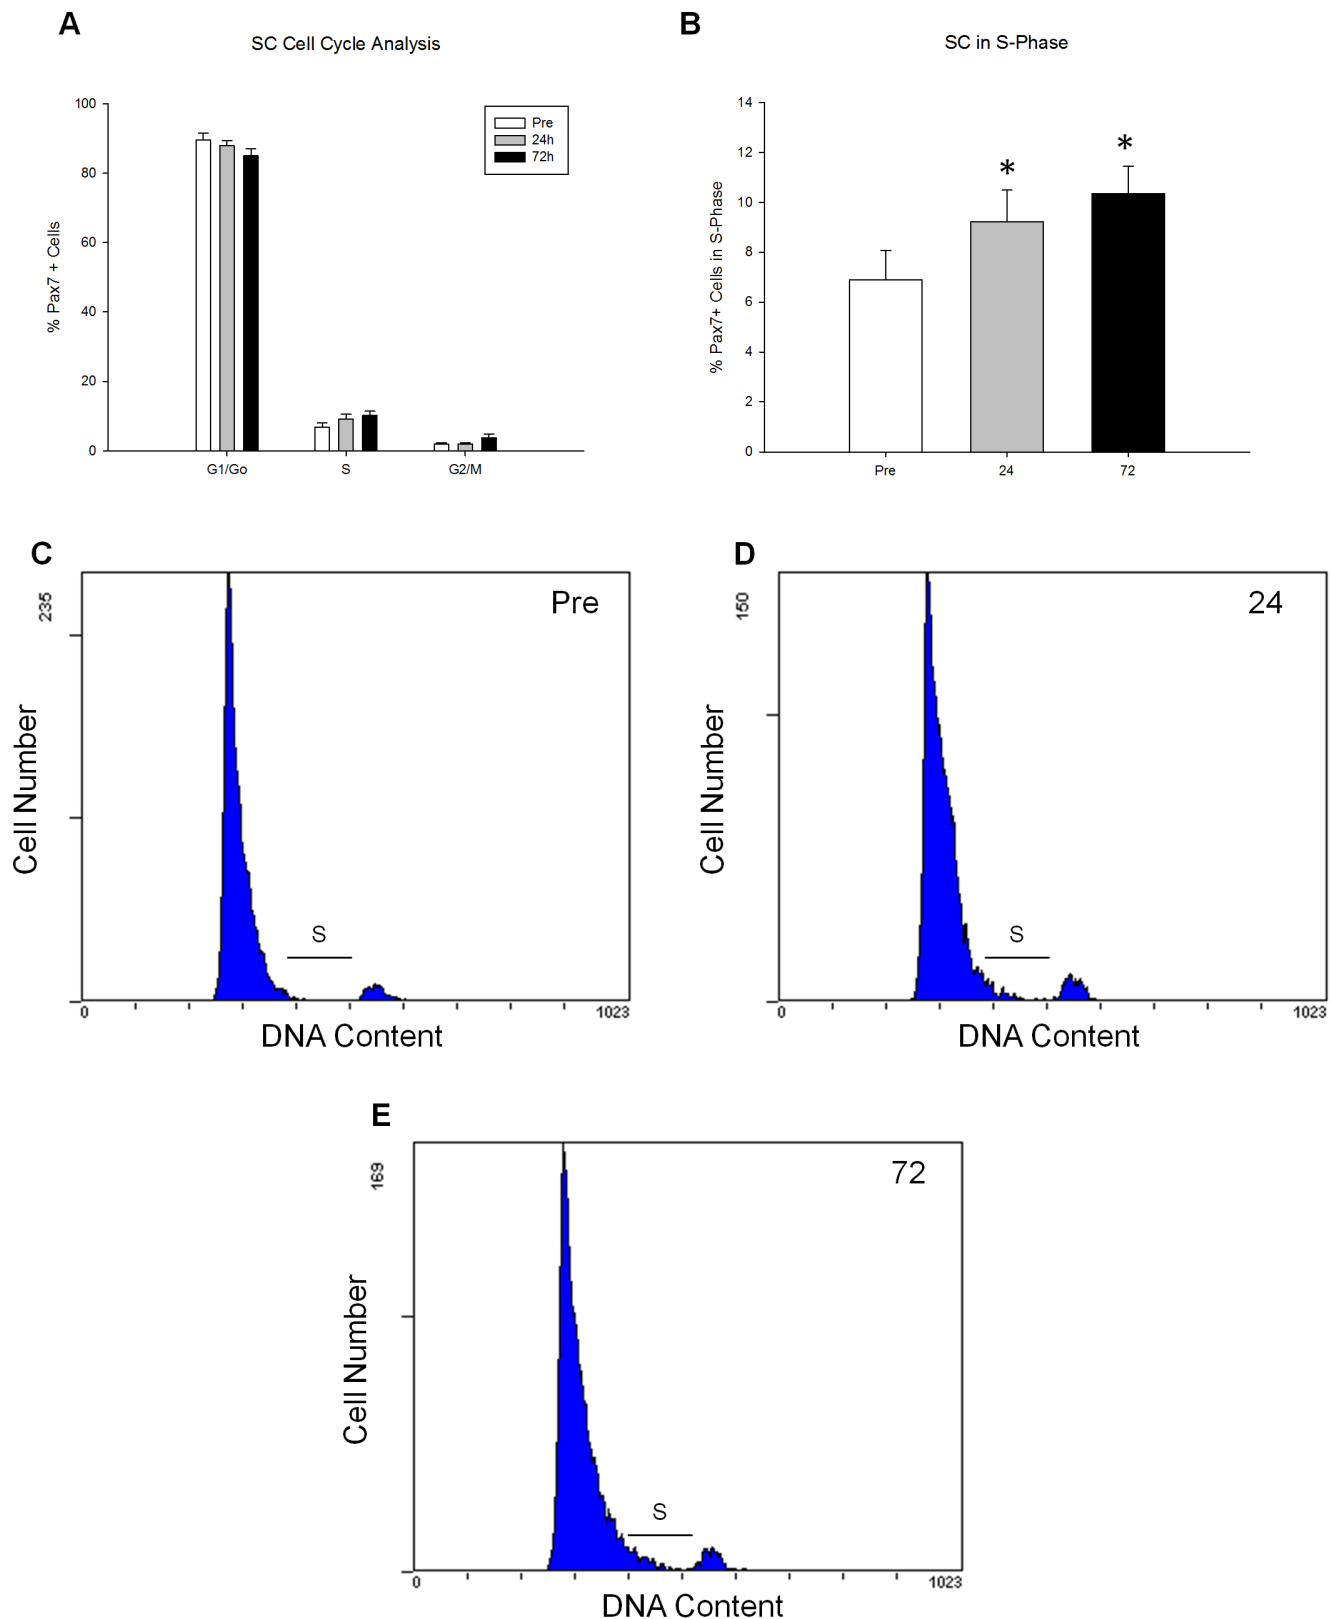 A
SC Cell Cycle Analysis
% Pax7 + Cells
100
80
60
40
20
0
Pre
24h
72h
G1/Go
S
G2/M
B
SC in S-Phase
% Pax7+ Cells in S-Phase
14
12
10
8
6
4
2
0
*
*
Pre
24
72
C
235
Pre
Cell Number
S
0
1023
DNA Content
D
150
24
Cell Number
S
0
1023
DNA Content
E
169
72
Cell Number
S
0
1023
DNA Content